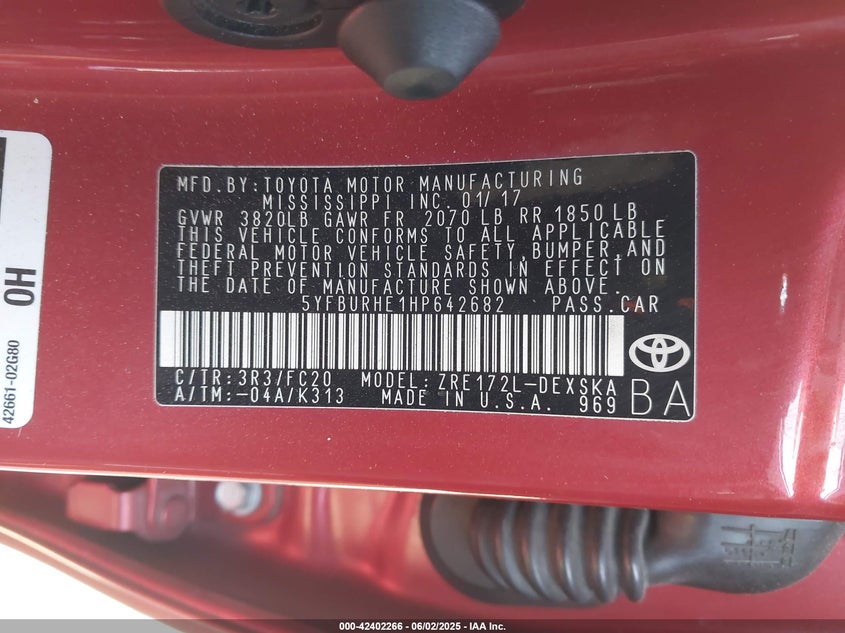 MFD. BY: TOYOTA MOTOR MANUFACTURING
MISSISSIPPI INC. 01/17
GVWR 3820LB GAWR FR 2070 LB RR 1850 LB
THIS VEHICLE CONFORMS TO ALL APPLICABLE
FEDERAL MOTOR VEHICLE SAFETY, BUMPER, AND
THEFT PREVENTION STANDARDS IN EFFECT ON
THE DATE OF MANUFACTURE SHOWN ABOVE.
5YFBURHE1HP642682 PASS. CAR
C/TR: 3R3/FC20 MODEL: ZRE172L-DEXSKA
A/TM:-04A/K313 MADE IN U.S.A. 969
BA
OH
42661-02G80
000-42402266 - 06/02/2025 - IAA Inc.